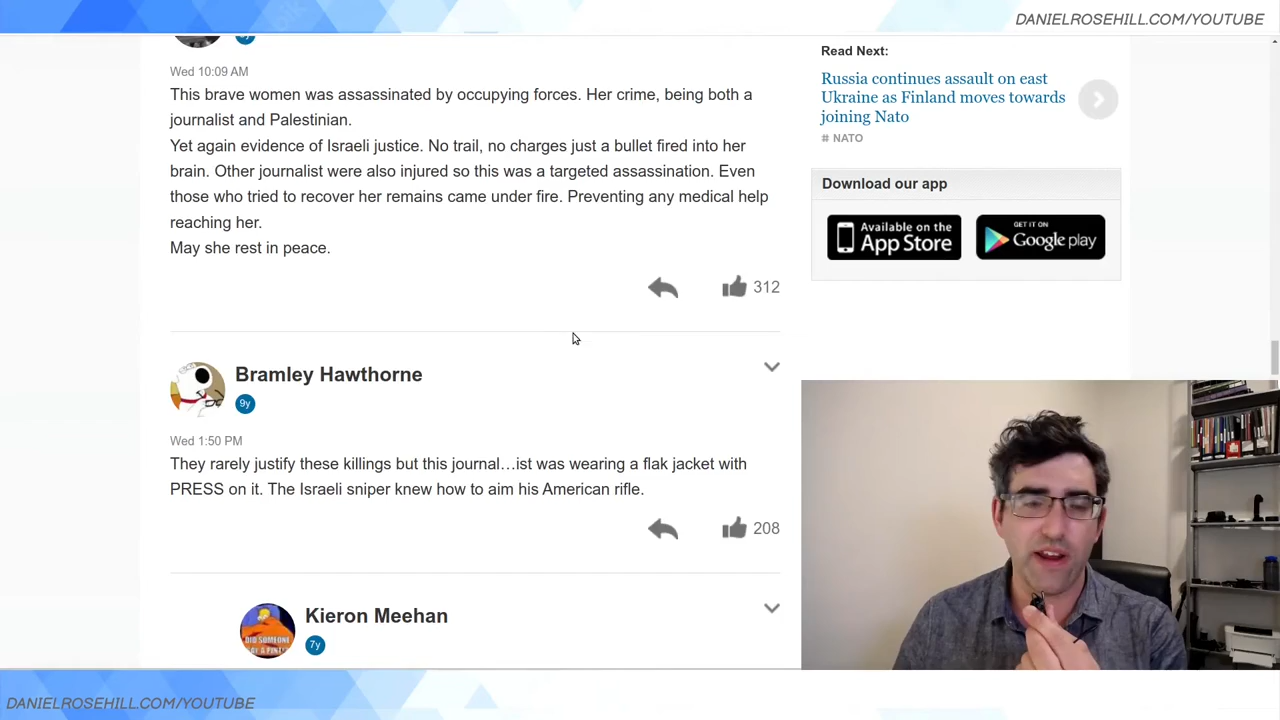 DANIELROSEHILL.COM/YOUTUBE
Wed 10:09 AM
This brave women was assassinated by occupying forces. Her crime, being both a
journalist and Palestinian.
Yet again evidence of Israeli justice. No trail, no charges just a bullet fired into her
brain. Other journalist were also injured so this was a targeted assassination. Even
those who tried to recover her remains came under fire. Preventing any medical help
reaching her.
May she rest in peace.
312
Bramley Hawthorne
9y
Wed 1:50 PM
They rarely justify these killings but this journal…ist was wearing a flak jacket with
PRESS on it. The Israeli sniper knew how to aim his American rifle.
208
Kieron Meehan
7y
Read Next:
Russia continues assault on east
Ukraine as Finland moves towards
joining Nato
# NATO
Download our app
Available on the
App Store
GET IT ON
Google play
DANIELROSEHILL.COM/YOUTUBE